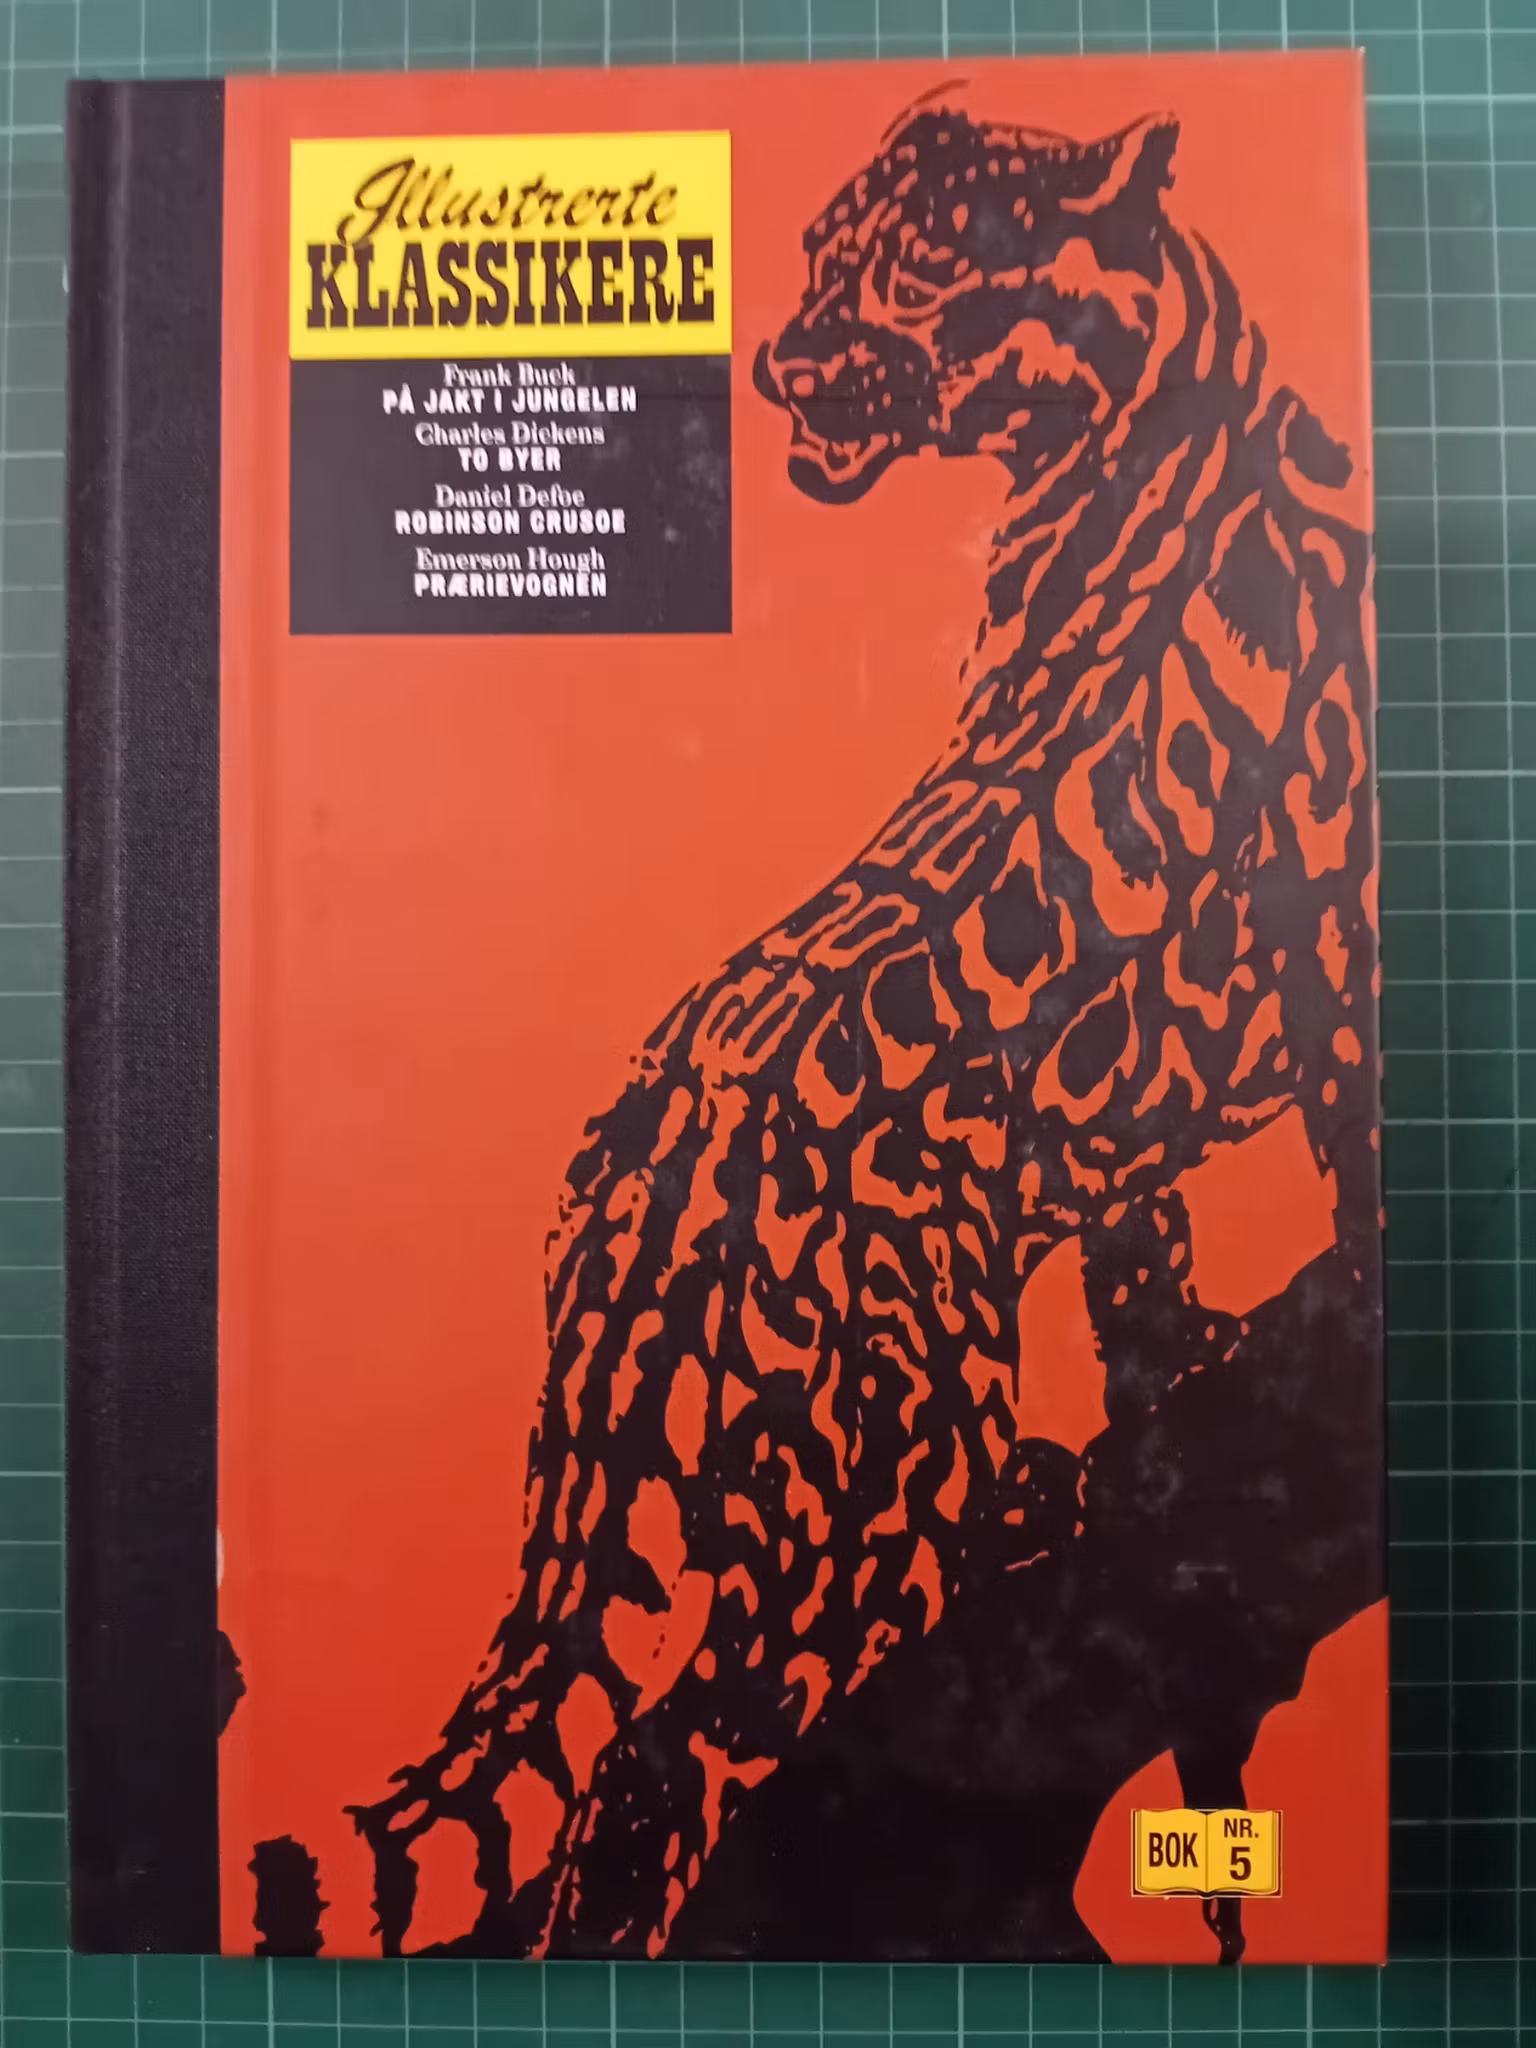 Illustrerte
KLASSIKERE
Frank Buck
PÅ JAKT I JUNGELEN
Charles Dickens
TO BYER
Daniel Defoe
ROBINSON CRUSOE
Emerson Hough
PRÆRIEVOGNEN
BOK NR.
5